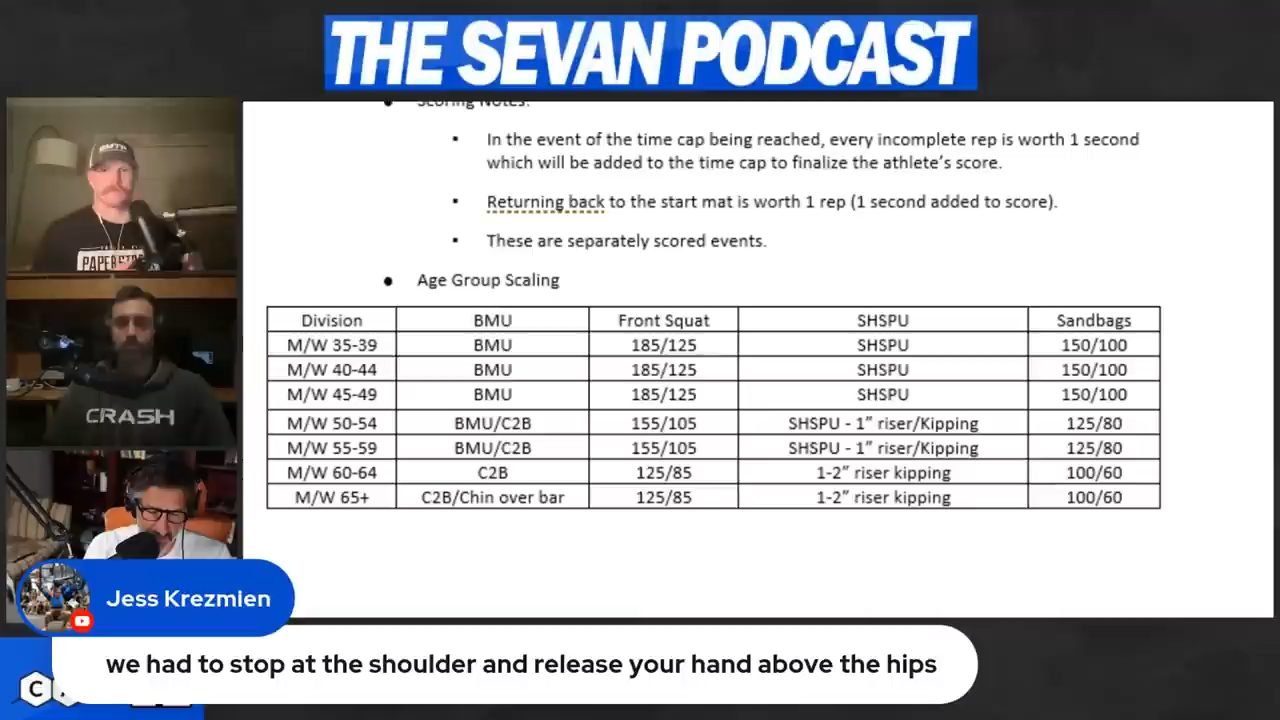 THE SEVAN PODCAST
Scoring Notes:
In the event of the time cap being reached, every incomplete rep is worth 1 second
which will be added to the time cap to finalize the athlete's score.
Returning back to the start mat is worth 1 rep (1 second added to score).
These are separately scored events.
Age Group Scaling
Division BMU Front Squat SHSPU Sandbags
M/W 35-39 BMU 185/125 SHSPU 150/100
M/W 40-44 BMU 185/125 SHSPU 150/100
M/W 45-49 BMU 185/125 SHSPU 150/100
M/W 50-54 BMU/C2B 155/105 SHSPU - 1” riser/Kipping 125/80
M/W 55-59 BMU/C2B 155/105 SHSPU - 1” riser/Kipping 125/80
M/W 60-64 C2B 125/85 1-2” riser kipping 100/60
M/W 65+ C2B/Chin over bar 125/85 1-2” riser kipping 100/60
CRASH
Jess Krezmien
we had to stop at the shoulder and release your hand above the hips